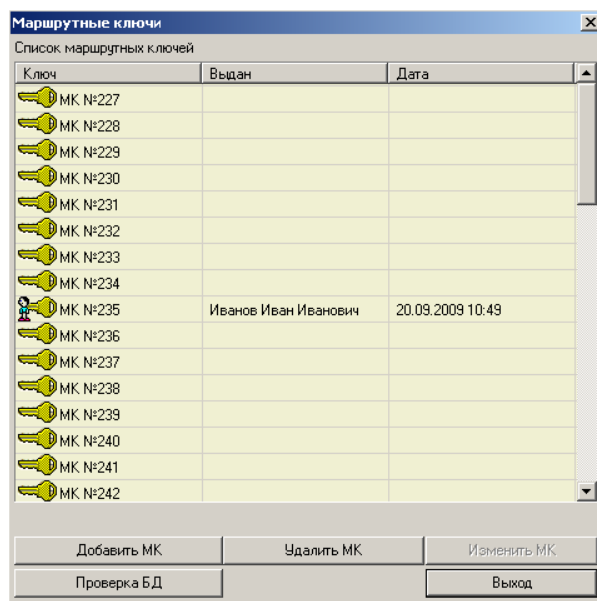 Маршрутные ключи
Список маршрутных ключей
Ключ Выдан Дата
МК №227
МК №228
МК №229
МК №230
МК №231
МК №232
МК №233
МК №234
МК №235 Иванов Иван Иванович 20.09.2009 10:49
МК №236
МК №237
МК №238
МК №239
МК №240
МК №241
МК №242
Добавить МК Удалить МК Изменить МК
Проверка БД Выход